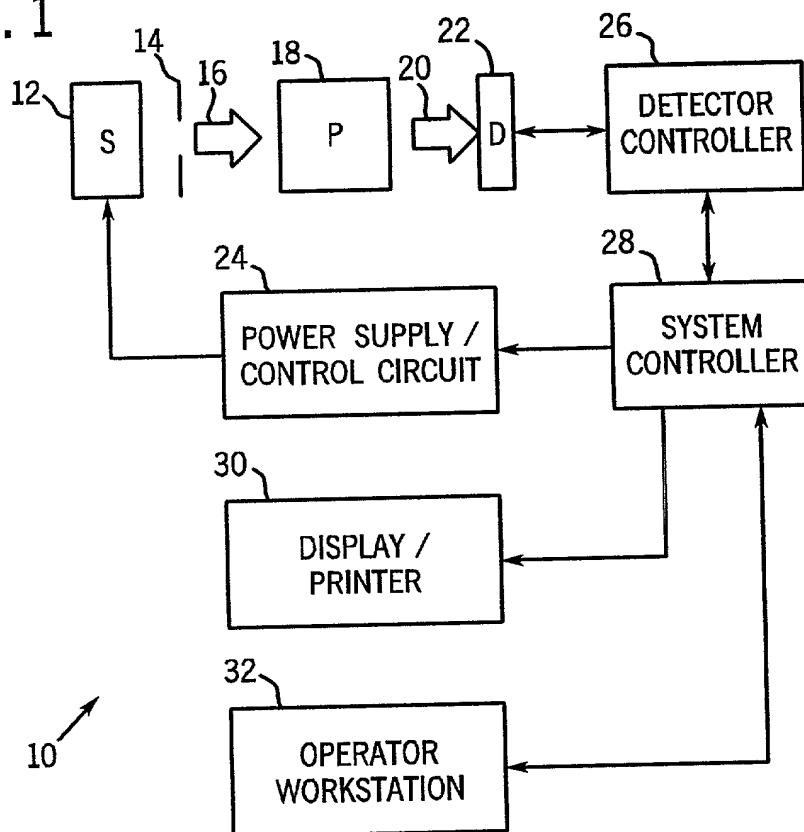 . 1
14
22
26
12
16
18
20
S
P
D
DETECTOR
CONTROLLER
24
28
POWER SUPPLY /
CONTROL CIRCUIT
SYSTEM
CONTROLLER
30
DISPLAY /
PRINTER
32
10
OPERATOR
WORKSTATION